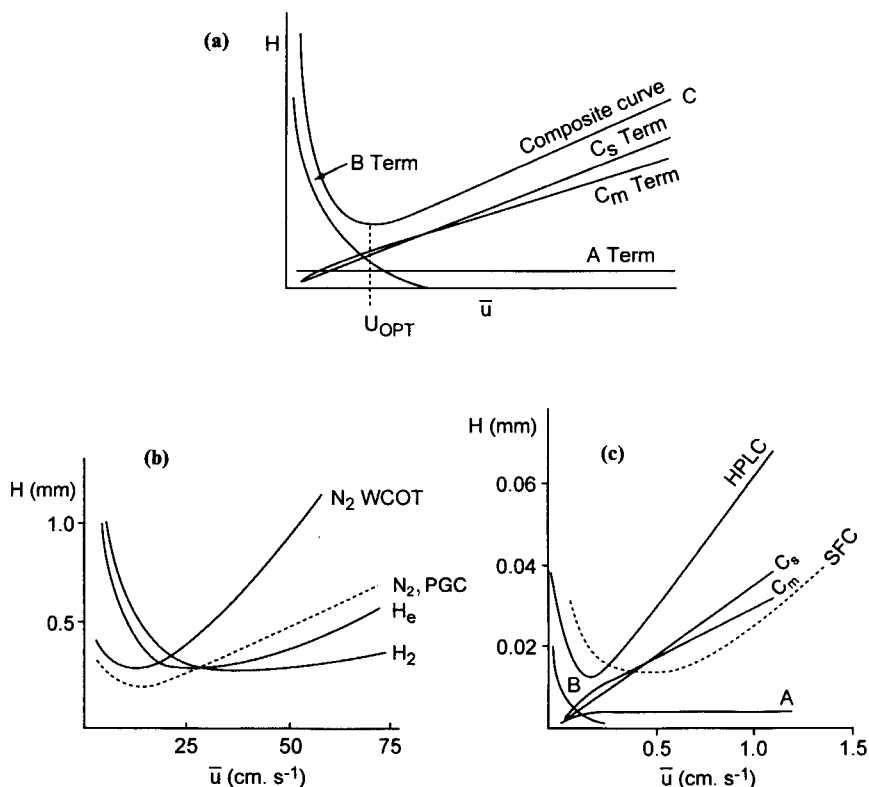 (a)
H
B Term
Composite curve
C
Cs Term
Cm Term
A Term
ū
UOPT
(b)
H (mm)
1.0
0.5
N2 WCOT
N2, PGC
He
H2
25
50
75
ū (cm. s-1)
(c)
H (mm)
0.06
0.04
0.02
HPLC
Cs
Cm
SFC
B
A
0.5
1.0
1.5
ū (cm. s-1)